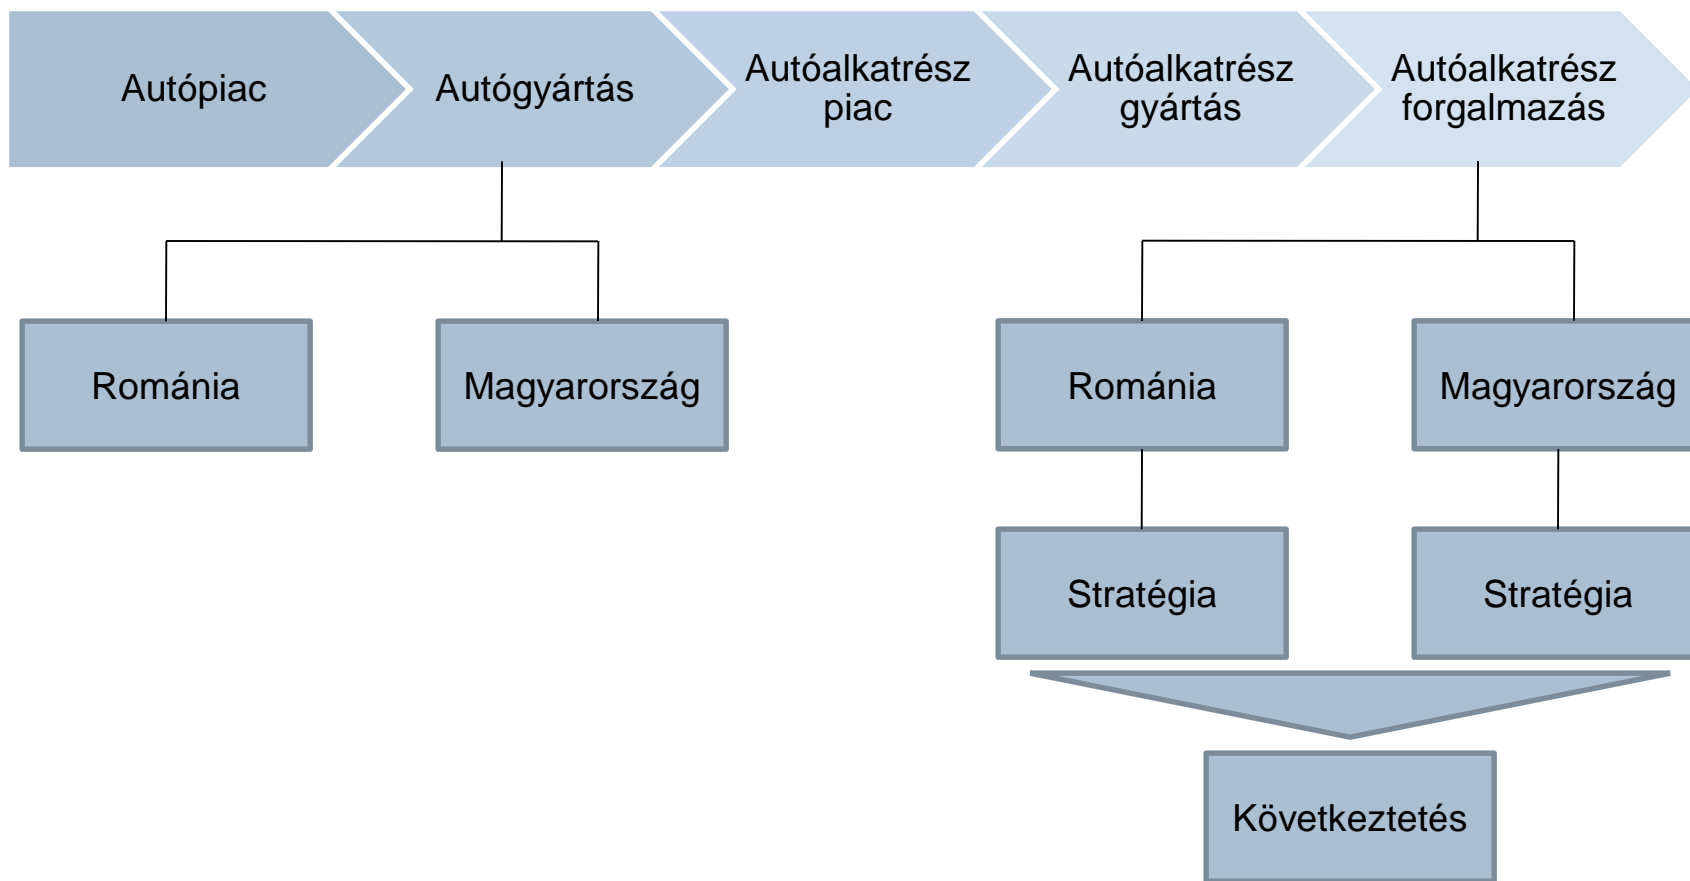 Autópiac
Autógyártás
Autóalkatrész
piac
Autóalkatrész
gyártás
Autóalkatrész
forgalmazás
Románia
Magyarország
Románia
Magyarország
Stratégia
Stratégia
Következtetés